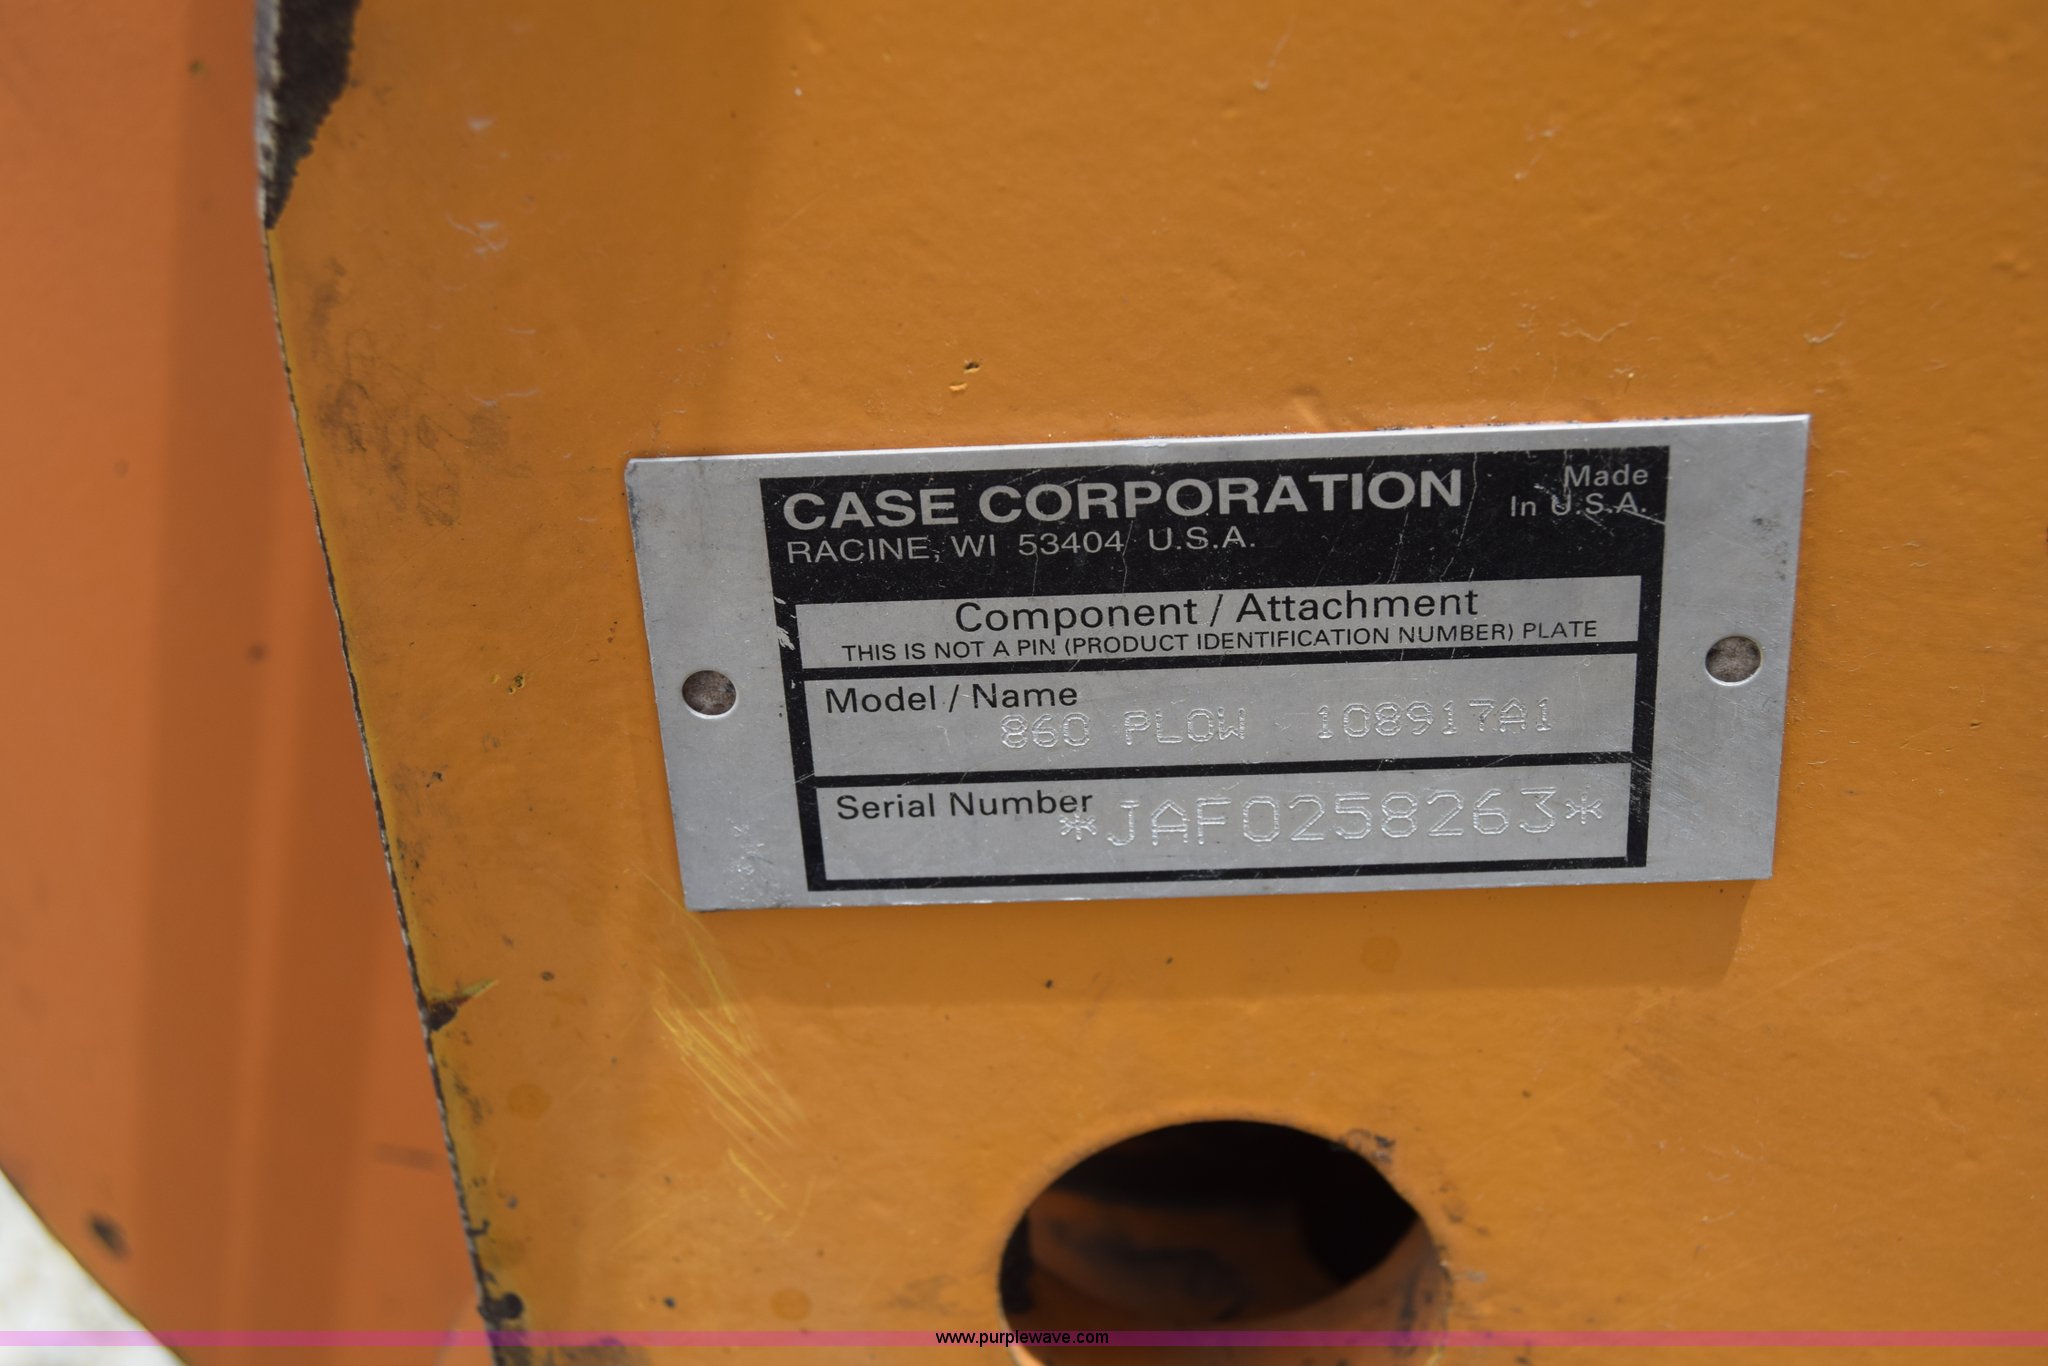 CASE CORPORATION
Made
In U.S.A.
RACINE, WI 53404 U.S.A.
Component / Attachment
THIS IS NOT A PIN (PRODUCT IDENTIFICATION NUMBER) PLATE
Model / Name
860 PLOW 108917A1
Serial Number
*JAF0258263*
www.purplewave.com